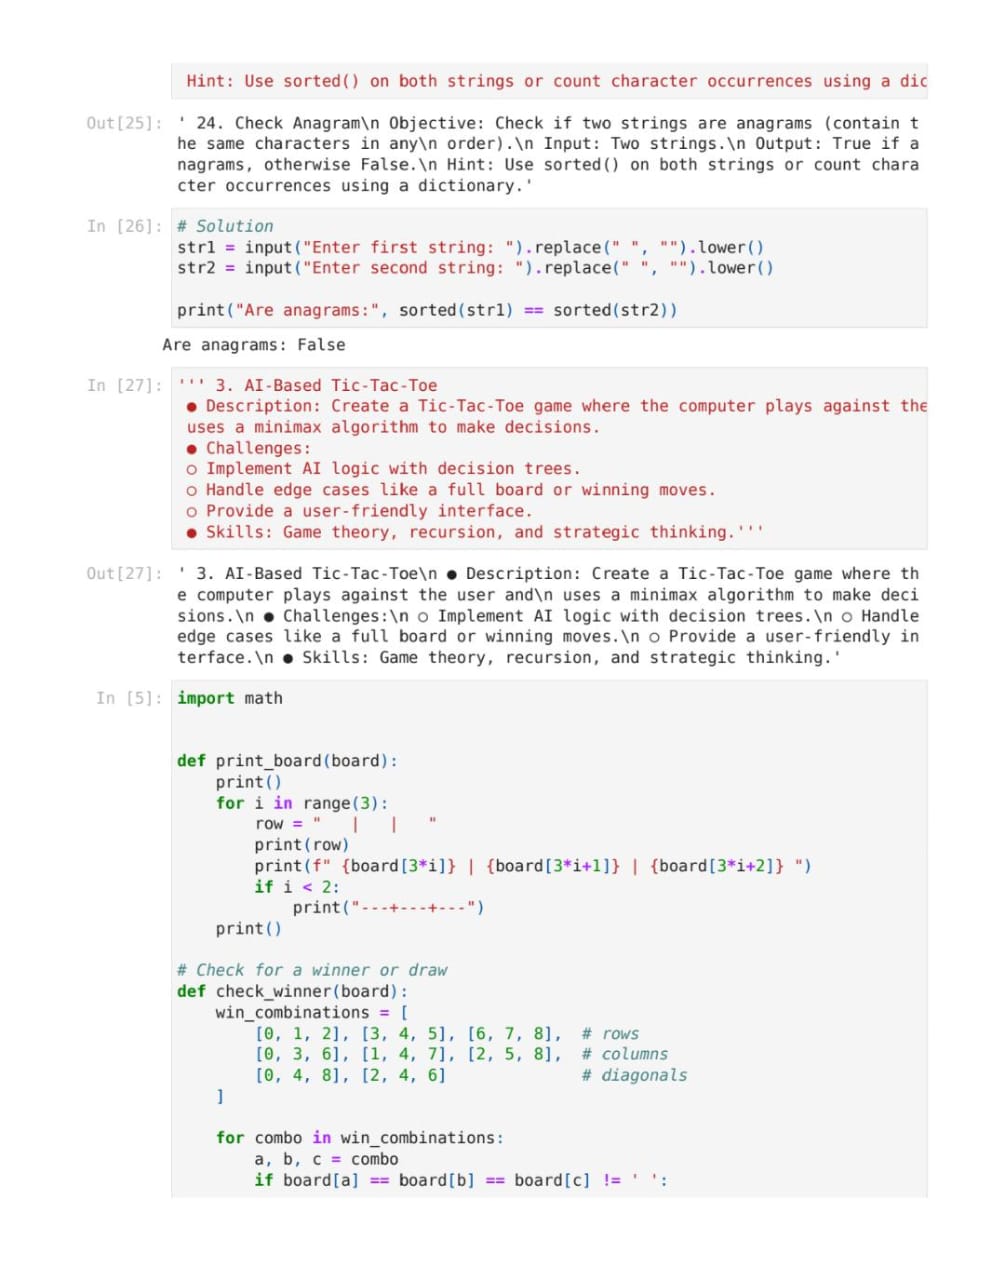 Hint: Use sorted() on both strings or count character occurrences using a dic
Out[25]: ' 24. Check Anagram\n Objective: Check if two strings are anagrams (contain t
he same characters in any\n order).\n Input: Two strings.\n Output: True if a
nagrams, otherwise False.\n Hint: Use sorted() on both strings or count chara
cter occurrences using a dictionary.'
In [26]: # Solution
str1 = input("Enter first string: ").replace(" ", "").lower()
str2 = input("Enter second string: ").replace(" ", "").lower()
print("Are anagrams:", sorted(str1) == sorted(str2))
Are anagrams: False
In [27]: ''' 3. AI-Based Tic-Tac-Toe
● Description: Create a Tic-Tac-Toe game where the computer plays against the
uses a minimax algorithm to make decisions.
● Challenges:
○ Implement AI logic with decision trees.
○ Handle edge cases like a full board or winning moves.
○ Provide a user-friendly interface.
● Skills: Game theory, recursion, and strategic thinking.'''
Out[27]: ' 3. AI-Based Tic-Tac-Toe\n ● Description: Create a Tic-Tac-Toe game where th
e computer plays against the user and\n uses a minimax algorithm to make deci
sions.\n ● Challenges:\n ○ Implement AI logic with decision trees.\n ○ Handle
edge cases like a full board or winning moves.\n ○ Provide a user-friendly in
terface.\n ● Skills: Game theory, recursion, and strategic thinking.'
In [5]: import math
def print_board(board):
    print()
    for i in range(3):
        row = "   |   |   "
        print(row)
        print(f" {board[3*i]} | {board[3*i+1]} | {board[3*i+2]} ")
        if i < 2:
            print("---+---+---")
    print()
# Check for a winner or draw
def check_winner(board):
    win_combinations = [
        [0, 1, 2], [3, 4, 5], [6, 7, 8],  # rows
        [0, 3, 6], [1, 4, 7], [2, 5, 8],  # columns
        [0, 4, 8], [2, 4, 6]              # diagonals
    ]
    for combo in win_combinations:
        a, b, c = combo
        if board[a] == board[b] == board[c] != ' ':